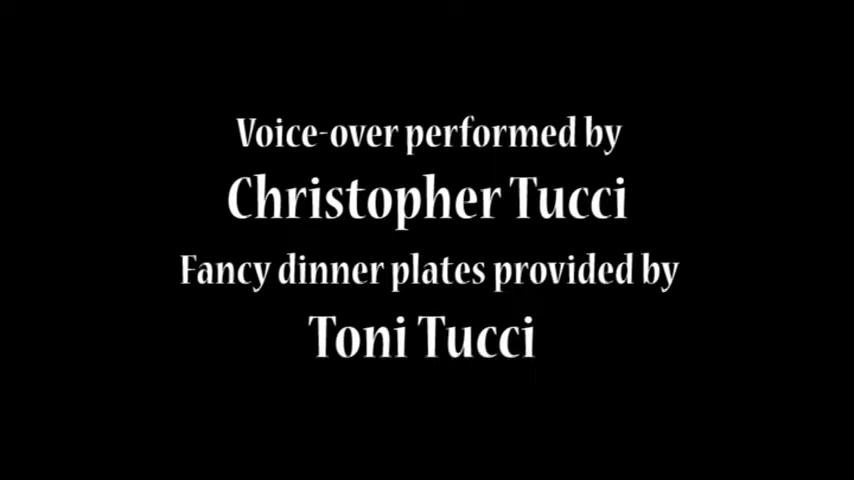 Voice-over performed by
Christopher Tucci
Fancy dinner plates provided by
Toni Tucci